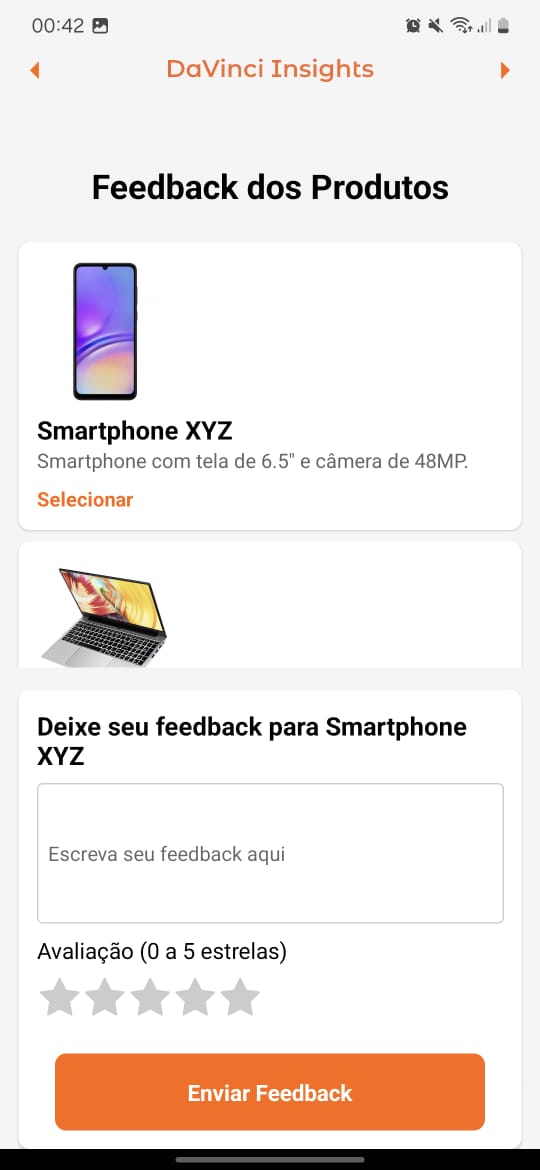 00:42
DaVinci Insights
Feedback dos Produtos
Smartphone XYZ
Smartphone com tela de 6.5" e câmera de 48MP.
Selecionar
Deixe seu feedback para Smartphone
XYZ
Escreva seu feedback aqui
Avaliação (0 a 5 estrelas)
Enviar Feedback